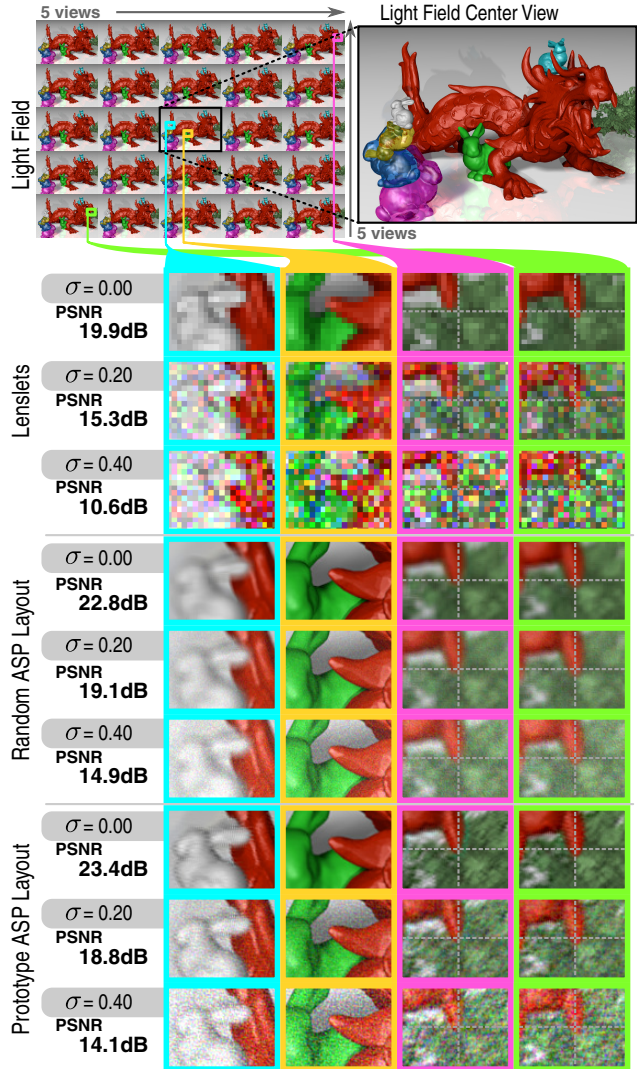 5 views
Light Field Center View
Light Field
5 views
Lenslets
σ = 0.00
PSNR
19.9dB
σ = 0.20
PSNR
15.3dB
σ = 0.40
PSNR
10.6dB
Random ASP Layout
σ = 0.00
PSNR
22.8dB
σ = 0.20
PSNR
19.1dB
σ = 0.40
PSNR
14.9dB
Prototype ASP Layout
σ = 0.00
PSNR
23.4dB
σ = 0.20
PSNR
18.8dB
σ = 0.40
PSNR
14.1dB